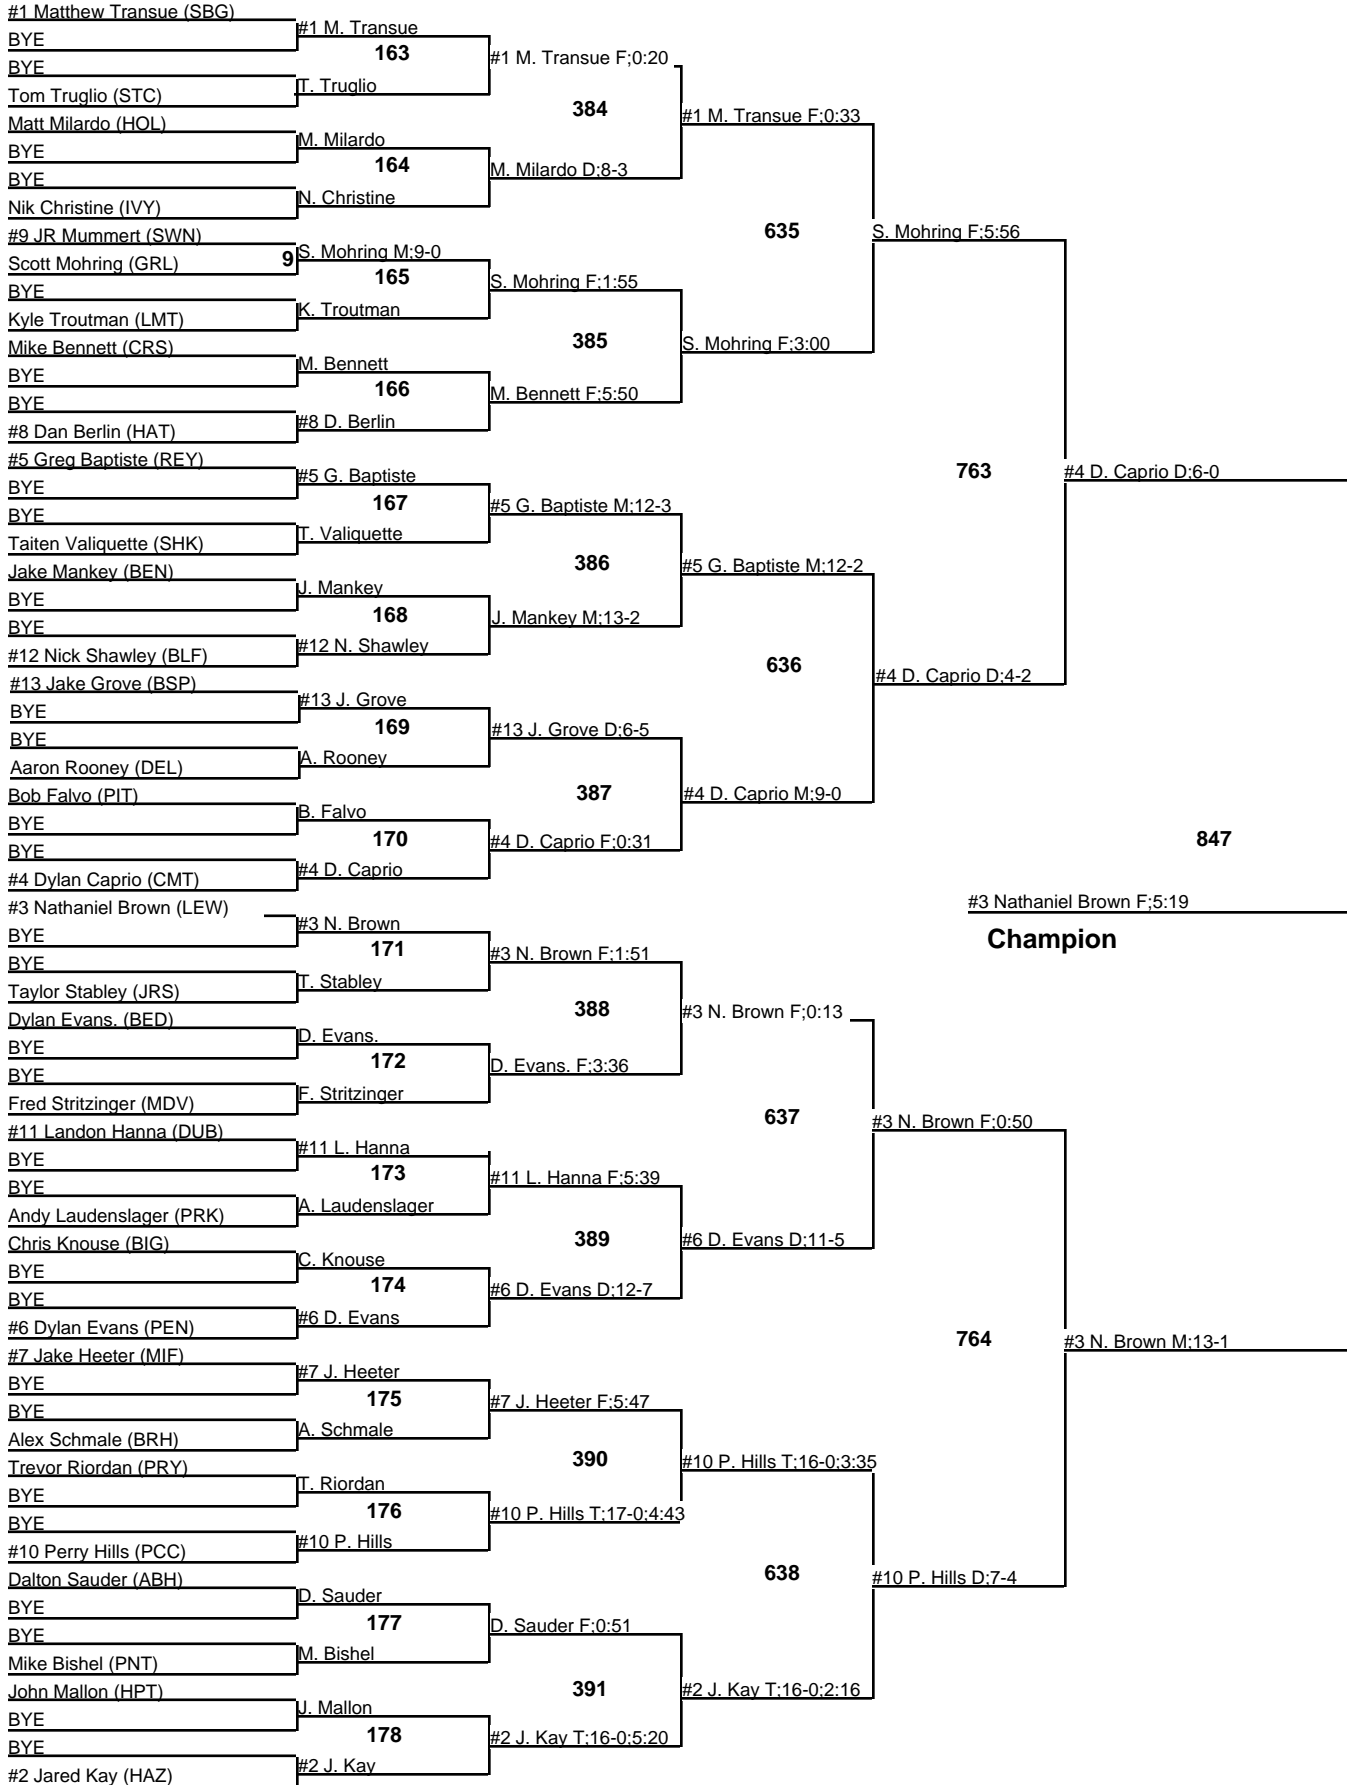 #1 Matthew Transue (SBG)
BYE
BYE
Tom Truglio (STC)
Matt Milardo (HOL)
BYE
BYE
Nik Christine (IVY)
#9 JR Mummert (SWN)
Scott Mohring (GRL)
BYE
Kyle Troutman (LMT)
Mike Bennett (CRS)
BYE
BYE
#8 Dan Berlin (HAT)
#5 Greg Baptiste (REY)
BYE
BYE
Taiten Valiquette (SHK)
Jake Mankey (BEN)
BYE
BYE
#12 Nick Shawley (BLF)
#13 Jake Grove (BSP)
BYE
BYE
Aaron Rooney (DEL)
Bob Falvo (PIT)
BYE
BYE
#4 Dylan Caprio (CMT)
#3 Nathaniel Brown (LEW)
BYE
BYE
Taylor Stabley (JRS)
Dylan Evans. (BED)
BYE
BYE
Fred Stritzinger (MDV)
#11 Landon Hanna (DUB)
BYE
BYE
Andy Laudenslager (PRK)
Chris Knouse (BIG)
BYE
BYE
#6 Dylan Evans (PEN)
#7 Jake Heeter (MIF)
BYE
BYE
Alex Schmale (BRH)
Trevor Riordan (PRY)
BYE
BYE
#10 Perry Hills (PCC)
Dalton Sauder (ABH)
BYE
BYE
Mike Bishel (PNT)
John Mallon (HPT)
BYE
BYE
#2 Jared Kay (HAZ)
9
#1 M. Transue
163
T. Truglio
M. Milardo
164
N. Christine
S. Mohring M;9-0
165
K. Troutman
M. Bennett
166
#8 D. Berlin
#5 G. Baptiste
167
T. Valiquette
J. Mankey
168
#12 N. Shawley
#13 J. Grove
169
A. Rooney
B. Falvo
170
#4 D. Caprio
#3 N. Brown
171
T. Stabley
D. Evans.
172
F. Stritzinger
#11 L. Hanna
173
A. Laudenslager
C. Knouse
174
#6 D. Evans
#7 J. Heeter
175
A. Schmale
T. Riordan
176
#10 P. Hills
D. Sauder
177
M. Bishel
J. Mallon
178
#2 J. Kay
#1 M. Transue F;0:20
384
M. Milardo D;8-3
S. Mohring F;1:55
385
M. Bennett F;5:50
#5 G. Baptiste M;12-3
386
J. Mankey M;13-2
#13 J. Grove D;6-5
387
#4 D. Caprio F;0:31
#3 N. Brown F;1:51
388
D. Evans. F;3:36
#11 L. Hanna F;5:39
389
#6 D. Evans D;12-7
#7 J. Heeter F;5:47
390
#10 P. Hills T;17-0;4:43
D. Sauder F;0:51
391
#2 J. Kay T;16-0;5:20
#1 M. Transue F;0:33
635
S. Mohring F;3:00
#5 G. Baptiste M;12-2
636
#4 D. Caprio M;9-0
#3 N. Brown F;0:13
637
#6 D. Evans D;11-5
#10 P. Hills T;16-0;3:35
638
#2 J. Kay T;16-0;2:16
S. Mohring F;5:56
763
#4 D. Caprio D;4-2
#3 N. Brown F;0:50
764
#10 P. Hills D;7-4
#4 D. Caprio D;6-0
847
#3 N. Brown M;13-1
#3 Nathaniel Brown F;5:19
Champion